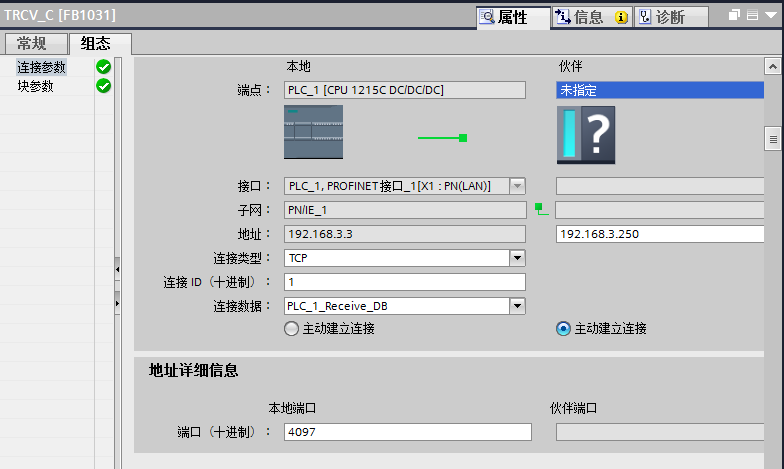 TRCV_C [FB1031]
属性
信息
诊断
常规
组态
连接参数
块参数
本地
伙伴
端点：
PLC_1 [CPU 1215C DC/DC/DC]
未指定
?
接口：
PLC_1, PROFINET接口_1[X1 : PN(LAN)]
子网：
PN/IE_1
地址：
192.168.3.3
192.168.3.250
连接类型：
TCP
连接 ID（十进制）：
1
连接数据：
PLC_1_Receive_DB
主动建立连接
主动建立连接
地址详细信息
本地端口
伙伴端口
端口（十进制）：
4097